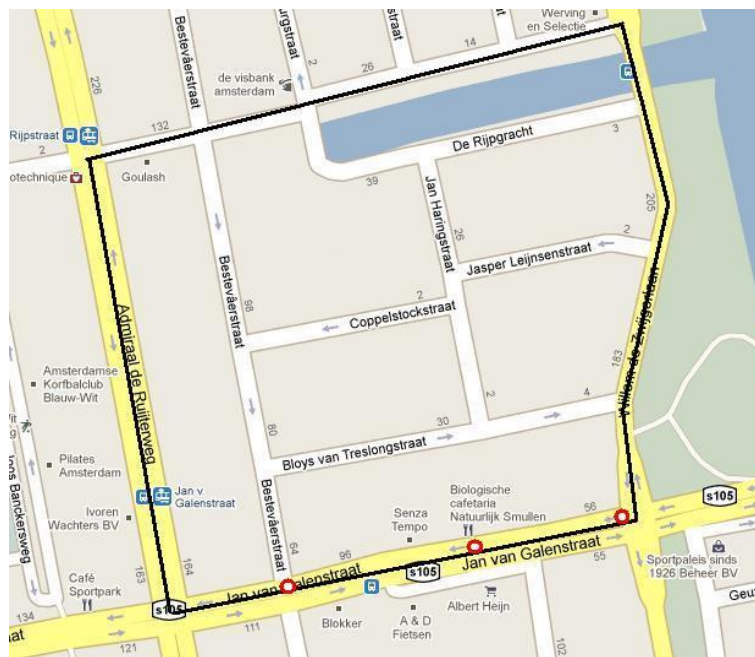 Werving
en Selectie
14
226
Bestevâerstraat
2
26
de visbank
amsterdam
132
Rijpstraat
2
otechnique
Goulash
De Rijpgracht
3
39
Jan Haringstraat
26
205
2
Jasper Leijnsenstraat
Bestevâerstraat
98
2
Coppelstockstraat
Admiraal de Ruijterweg
Willem de Zwijgerlaan
183
Amsterdamse
Korfbalclub
Blauw-Wit
2
4
80
30
Bloys van Treslongstraat
Pilates
Amsterdam
Jan v.
Galenstraat
Ivoren
Wachters BV
Bestevâerstraat
Biologische
cafetaria
Natuurlijk Smullen
Senza
Tempo
56
s105
64
96
Jan van Galenstraat
55
Sportpaleis sinds
1926 Beheer BV
163
164
Café
Sportpark
s105
Jan van Galenstraat
s105
Albert Heijn
134
121
111
Blokker
A & D
Fietsen
102
aat
Geu